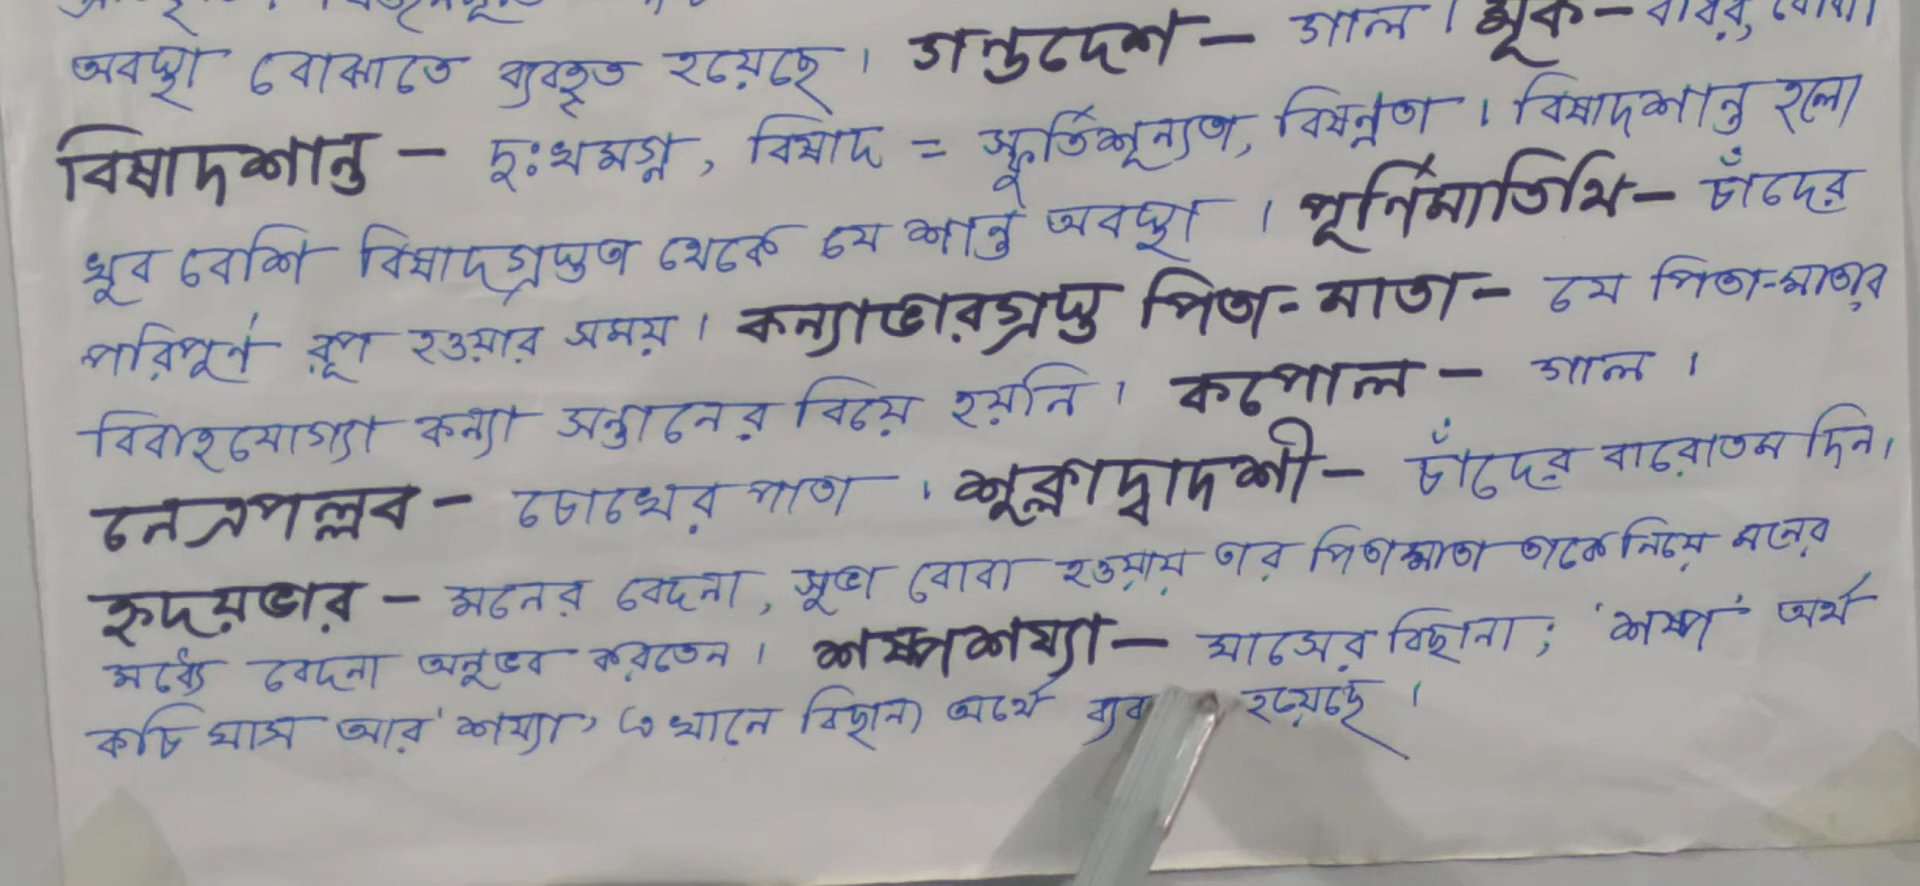 অবস্থা বোঝাতে ব্যবহৃত হয়েছে। গন্ডদেশ - গাল। মূক - বধির, বোবা।
বিষাদশান্ত - দুঃখমগ্ন, বিষাদ = স্ফূর্তিশূন্যতা, বিষন্নতা। বিষাদশান্ত হলো
খুব বেশি বিষাদগ্রস্ততা থেকে যে শান্ত অবস্থা। পূর্ণিমাতিথি - চাঁদের
পরিপূর্ণ রূপ হওয়ার সময়। কন্যাভারগ্রস্ত পিতা-মাতা - যে পিতা-মাতার
বিবাহযোগ্যা কন্যা সন্তানের বিয়ে হয়নি। কপোল - গাল।
নেত্রপল্লব - চোখের পাতা। শুক্লাদ্বাদশী - চাঁদের বারোতম দিন।
হৃদয়ভার - মনের বেদনা, সুভা বোবা হওয়ায় তার পিতামাতা তাকে নিয়ে মনের
মধ্যে বেদনা অনুভব করতেন। শষ্পশয্যা - ঘাসের বিছানা; 'শষ্প' অর্থ
কচি ঘাস আর 'শয্যা' এখানে বিছানা অর্থে হয়েছে।